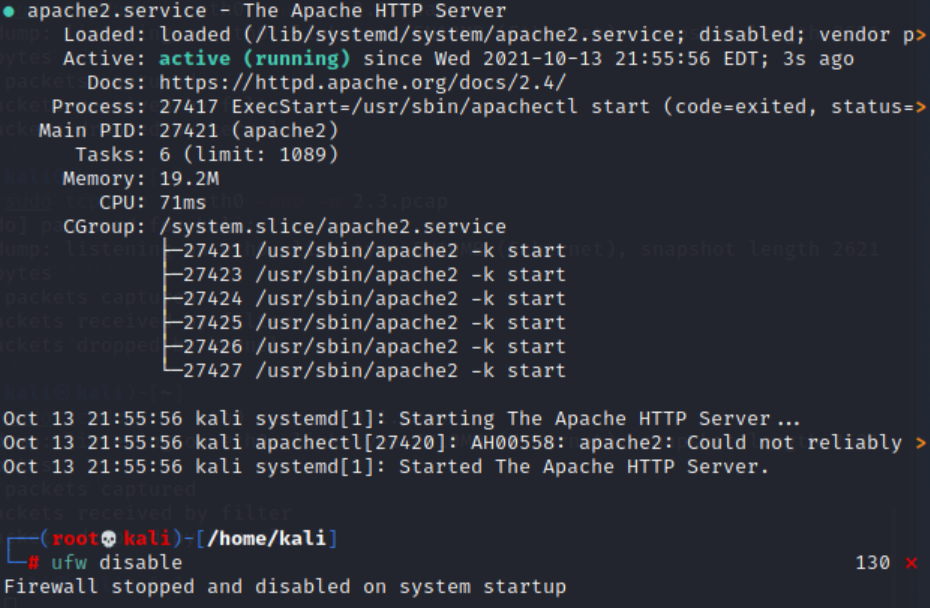 ● apache2.service - The Apache HTTP Server
Loaded: loaded (/lib/systemd/system/apache2.service; disabled; vendor p>
Active: active (running) since Wed 2021-10-13 21:55:56 EDT; 3s ago
Docs: https://httpd.apache.org/docs/2.4/
Process: 27417 ExecStart=/usr/sbin/apachectl start (code=exited, status=>
Main PID: 27421 (apache2)
Tasks: 6 (limit: 1089)
Memory: 19.2M
CPU: 71ms
CGroup: /system.slice/apache2.service
├─27421 /usr/sbin/apache2 -k start
├─27423 /usr/sbin/apache2 -k start
├─27424 /usr/sbin/apache2 -k start
├─27425 /usr/sbin/apache2 -k start
├─27426 /usr/sbin/apache2 -k start
└─27427 /usr/sbin/apache2 -k start
Oct 13 21:55:56 kali systemd[1]: Starting The Apache HTTP Server...
Oct 13 21:55:56 kali apachectl[27420]: AH00558: apache2: Could not reliably >
Oct 13 21:55:56 kali systemd[1]: Started The Apache HTTP Server.
┌──(root💀kali)-[/home/kali]
└─# ufw disable 130 ⨯
Firewall stopped and disabled on system startup